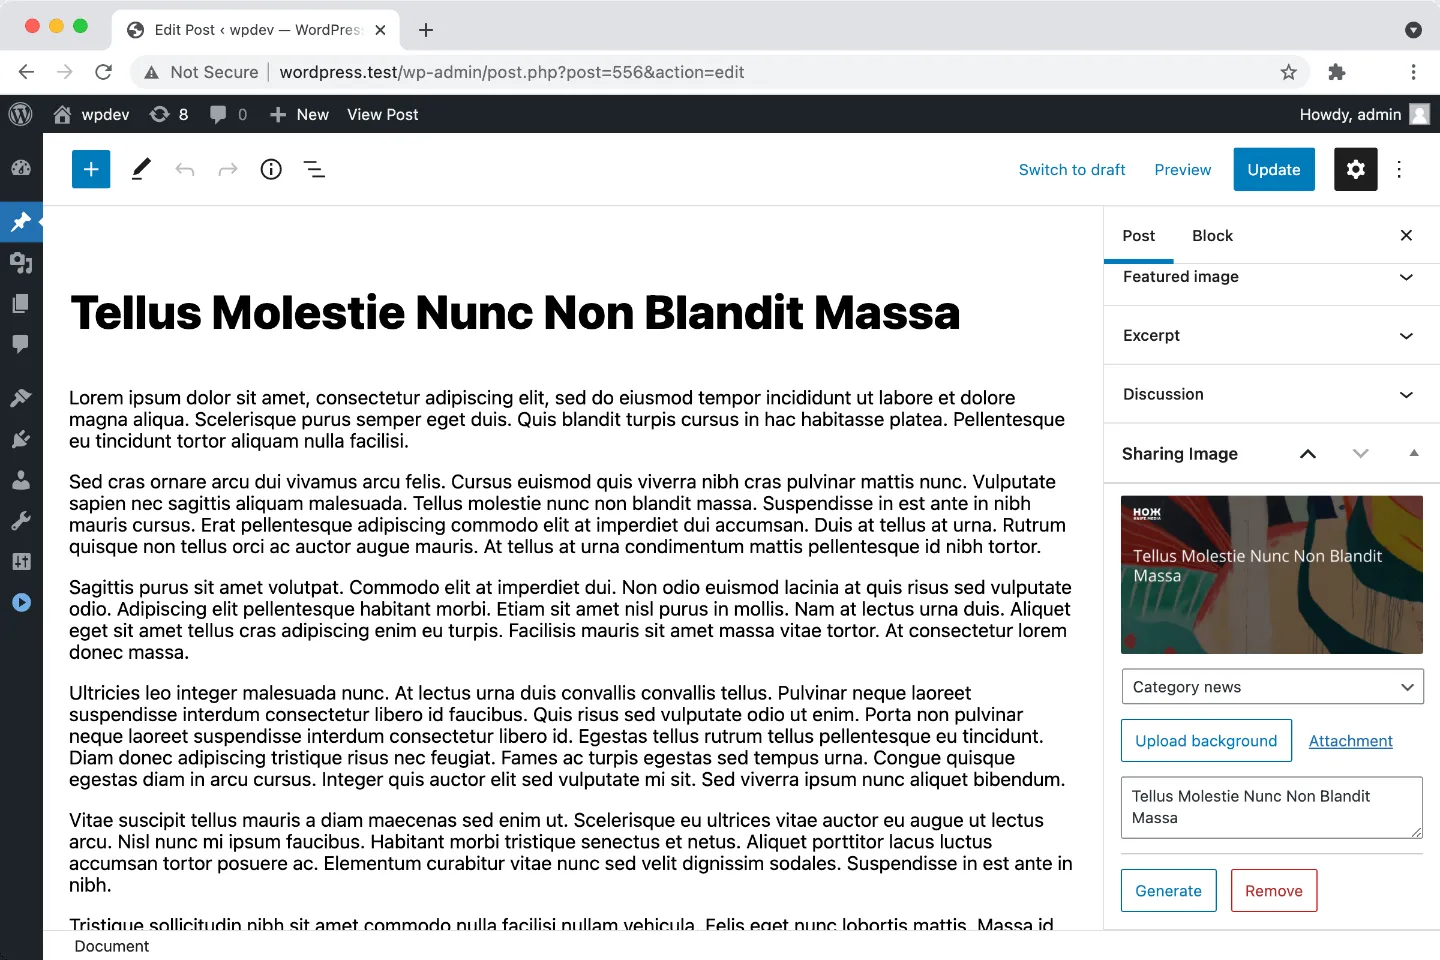 Edit Post ‹ wpdev — WordPres
Not Secure
wordpress.test/wp-admin/post.php?post=556&action=edit
wpdev
8
0
New
View Post
Howdy, admin
Switch to draft
Preview
Update
Post
Block
Featured image
Excerpt
Discussion
Sharing Image
НОЖ
KNIFE MEDIA
Tellus Molestie Nunc Non Blandit
Massa
Category news
Upload background
Attachment
Tellus Molestie Nunc Non Blandit
Massa
Generate
Remove
Tellus Molestie Nunc Non Blandit Massa
Lorem ipsum dolor sit amet, consectetur adipiscing elit, sed do eiusmod tempor incididunt ut labore et dolore
magna aliqua. Scelerisque purus semper eget duis. Quis blandit turpis cursus in hac habitasse platea. Pellentesque
eu tincidunt tortor aliquam nulla facilisi.
Sed cras ornare arcu dui vivamus arcu felis. Cursus euismod quis viverra nibh cras pulvinar mattis nunc. Vulputate
sapien nec sagittis aliquam malesuada. Tellus molestie nunc non blandit massa. Suspendisse in est ante in nibh
mauris cursus. Erat pellentesque adipiscing commodo elit at imperdiet dui accumsan. Duis at tellus at urna. Rutrum
quisque non tellus orci ac auctor augue mauris. At tellus at urna condimentum mattis pellentesque id nibh tortor.
Sagittis purus sit amet volutpat. Commodo elit at imperdiet dui. Non odio euismod lacinia at quis risus sed vulputate
odio. Adipiscing elit pellentesque habitant morbi. Etiam sit amet nisl purus in mollis. Nam at lectus urna duis. Aliquet
eget sit amet tellus cras adipiscing enim eu turpis. Facilisis mauris sit amet massa vitae tortor. At consectetur lorem
donec massa.
Ultricies leo integer malesuada nunc. At lectus urna duis convallis convallis tellus. Pulvinar neque laoreet
suspendisse interdum consectetur libero id faucibus. Quis risus sed vulputate odio ut enim. Porta non pulvinar
neque laoreet suspendisse interdum consectetur libero id. Egestas tellus rutrum tellus pellentesque eu tincidunt.
Diam donec adipiscing tristique risus nec feugiat. Fames ac turpis egestas sed tempus urna. Congue quisque
egestas diam in arcu cursus. Integer quis auctor elit sed vulputate mi sit. Sed viverra ipsum nunc aliquet bibendum.
Vitae suscipit tellus mauris a diam maecenas sed enim ut. Scelerisque eu ultrices vitae auctor eu augue ut lectus
arcu. Nisl nunc mi ipsum faucibus. Habitant morbi tristique senectus et netus. Aliquet porttitor lacus luctus
accumsan tortor posuere ac. Elementum curabitur vitae nunc sed velit dignissim sodales. Suspendisse in est ante in
nibh.
Tristique sollicitudin nibh sit amet commodo nulla facilisi nullam vehicula. Felis eget nunc lobortis mattis. Massa id
Document